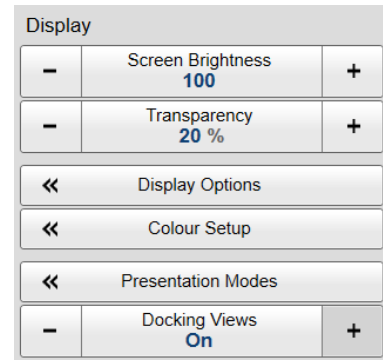 Display
− Screen Brightness +
100
− Transparency +
20 %
« Display Options
« Colour Setup
« Presentation Modes
− Docking Views +
On